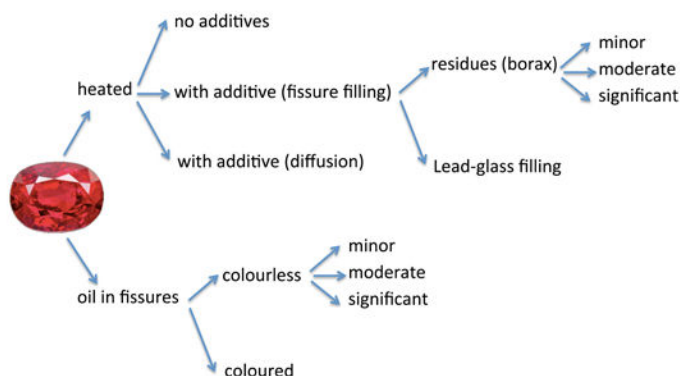 no additives
heated
with additive (fissure filling)
with additive (diffusion)
residues (borax)
minor
moderate
significant
Lead-glass filling
oil in fissures
colourless
minor
moderate
significant
coloured